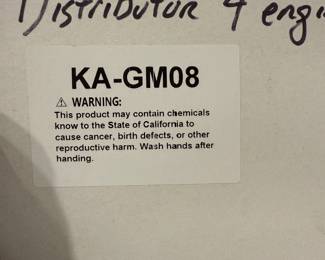 Distributor 4 engi
KA-GM08
⚠ WARNING:
This product may contain chemicals
know to the State of California to
cause cancer, birth defects, or other
reproductive harm. Wash hands after
handing.